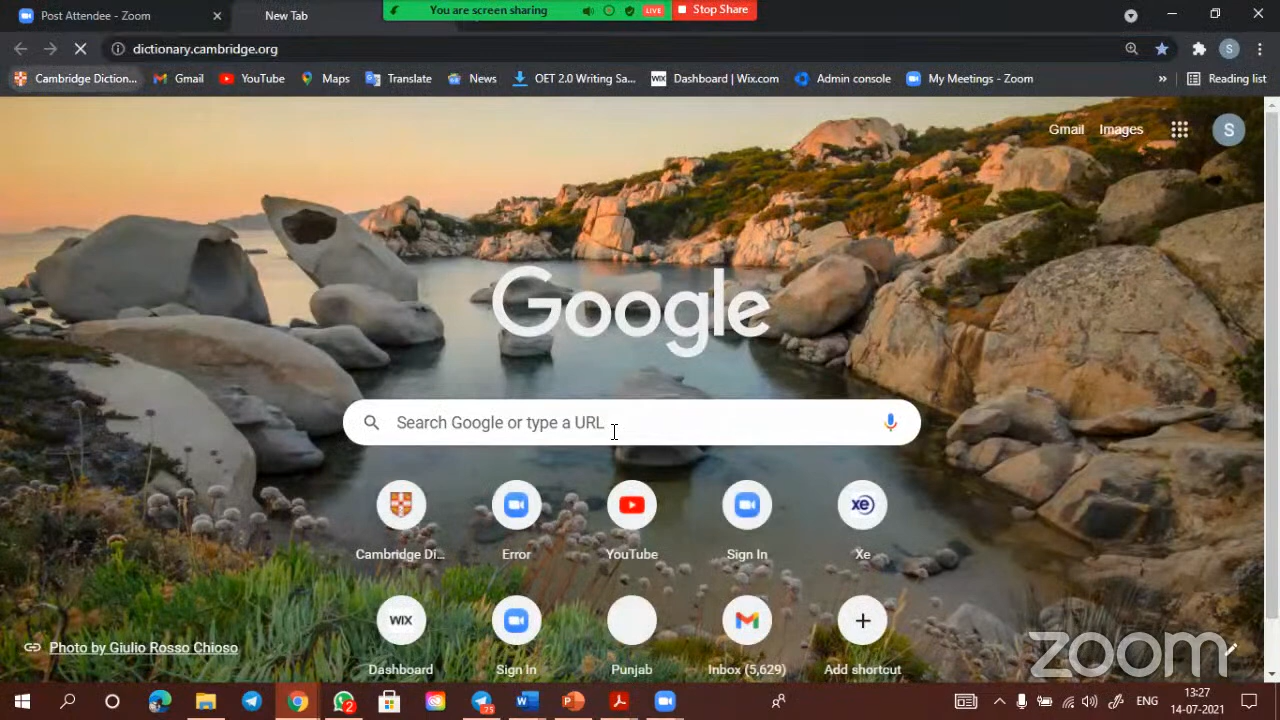 Post Attendee - Zoom
New Tab
You are screen sharing
LIVE
Stop Share
dictionary.cambridge.org
S
Cambridge Diction...
Gmail
YouTube
Maps
Translate
News
OET 2.0 Writing Sa...
WIX
Dashboard | Wix.com
Admin console
My Meetings - Zoom
»
Reading list
Gmail
Images
S
Google
Search Google or type a URL
xe
Cambridge Di...
Error
YouTube
Sign In
Xe
WIX
Dashboard
Sign In
Punjab
Inbox (5,629)
Add shortcut
Photo by Giulio Rosso Chioso
zoom
2
ENG
13:27
14-07-2021